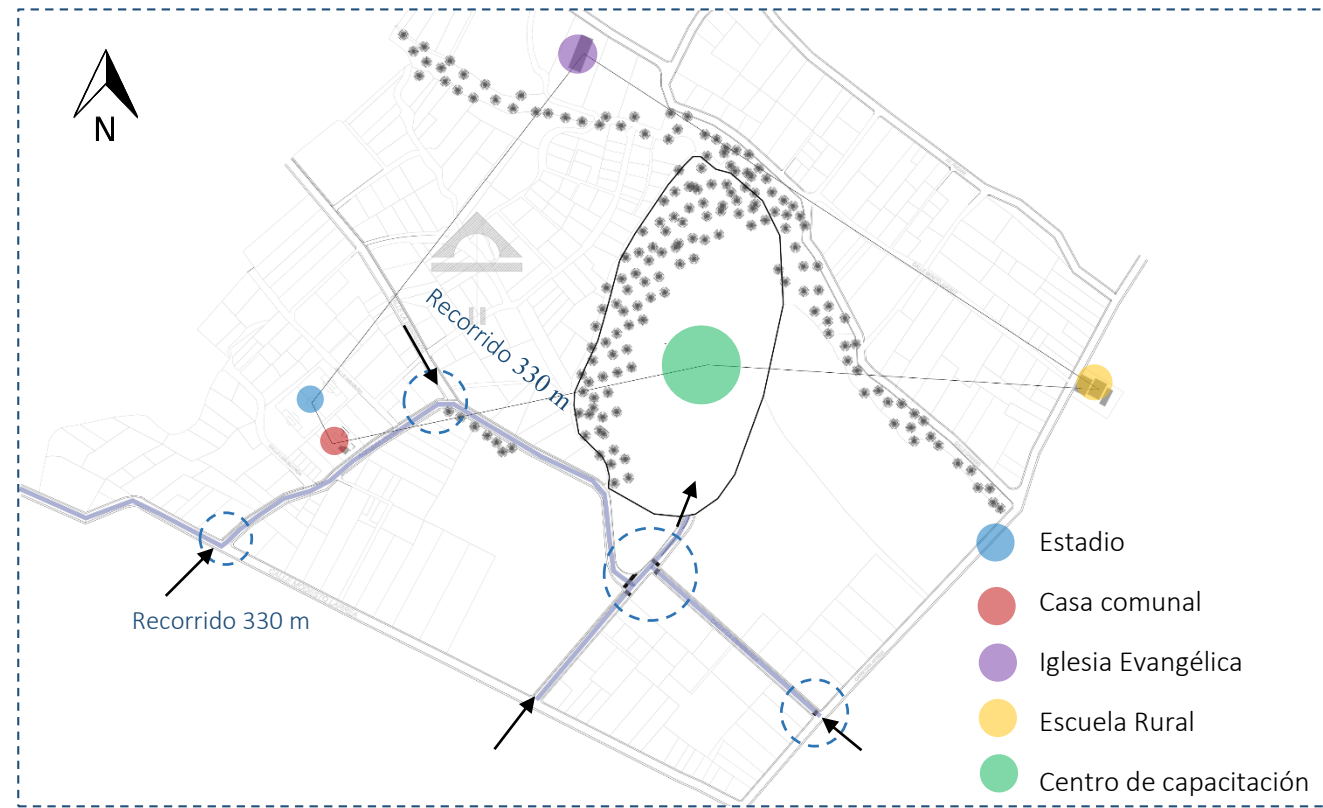 N
Recorrido 330 m
Recorrido 330 m
Estadio
Casa comunal
Iglesia Evangélica
Escuela Rural
Centro de capacitación